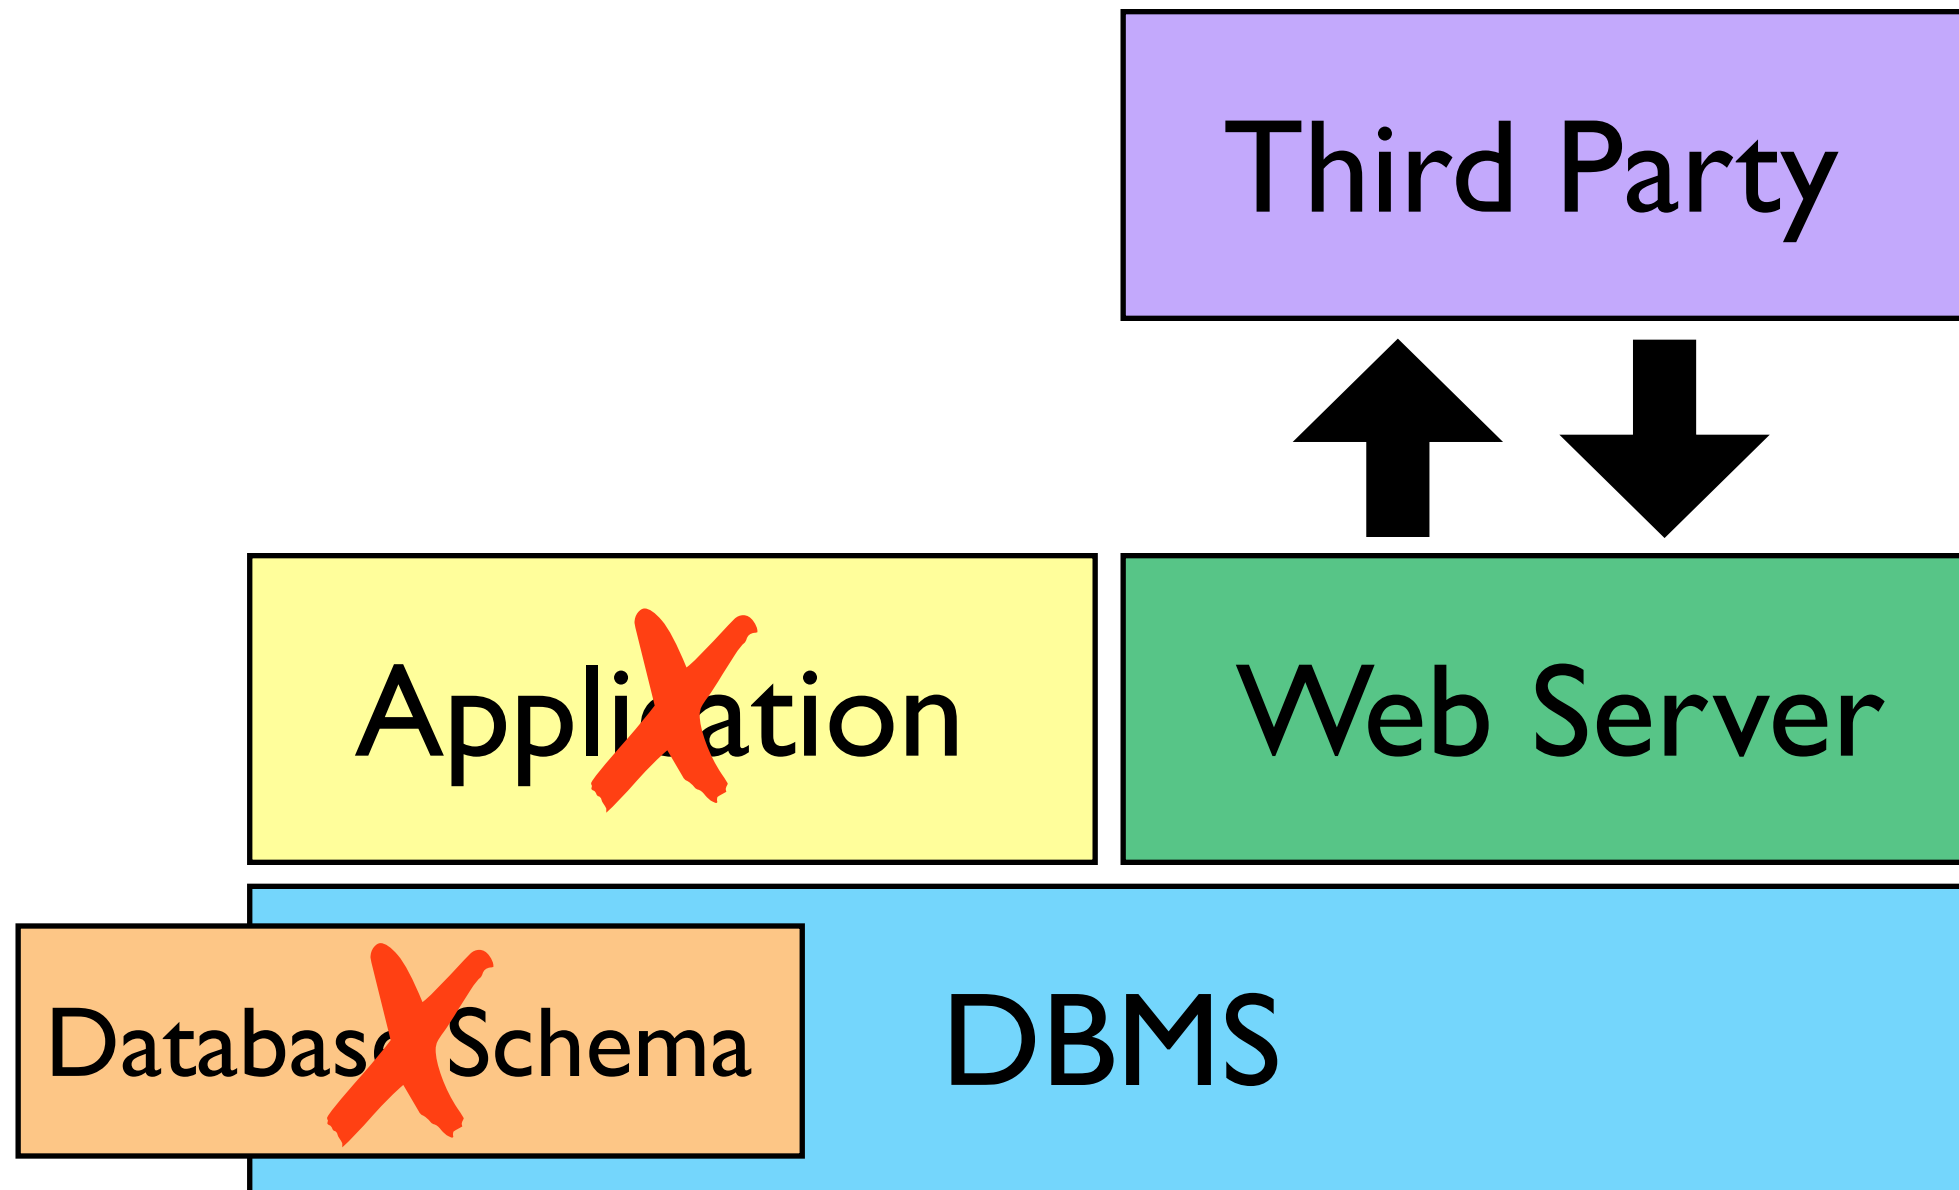 Third Party
Application
Web Server
Database Schema
DBMS